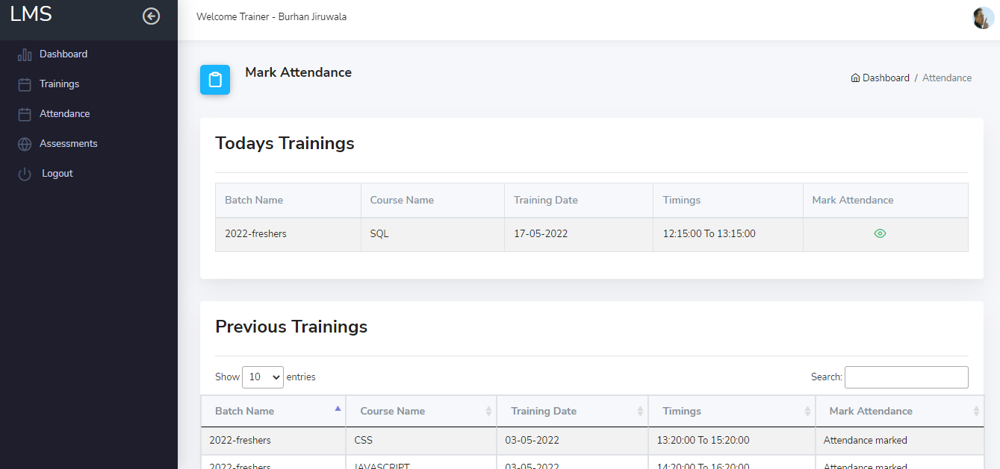 LMS
Welcome Trainer - Burhan Jiruwala
Dashboard
Trainings
Attendance
Assessments
Logout
Mark Attendance
Dashboard / Attendance
Todays Trainings
Batch Name Course Name Training Date Timings Mark Attendance
2022-freshers SQL 17-05-2022 12:15:00 To 13:15:00
Previous Trainings
Show 10 entries Search:
Batch Name Course Name Training Date Timings Mark Attendance
2022-freshers CSS 03-05-2022 13:20:00 To 15:20:00 Attendance marked
2022-freshers JAVASCRIPT 03-05-2022 14:20:00 To 16:20:00 Attendance marked